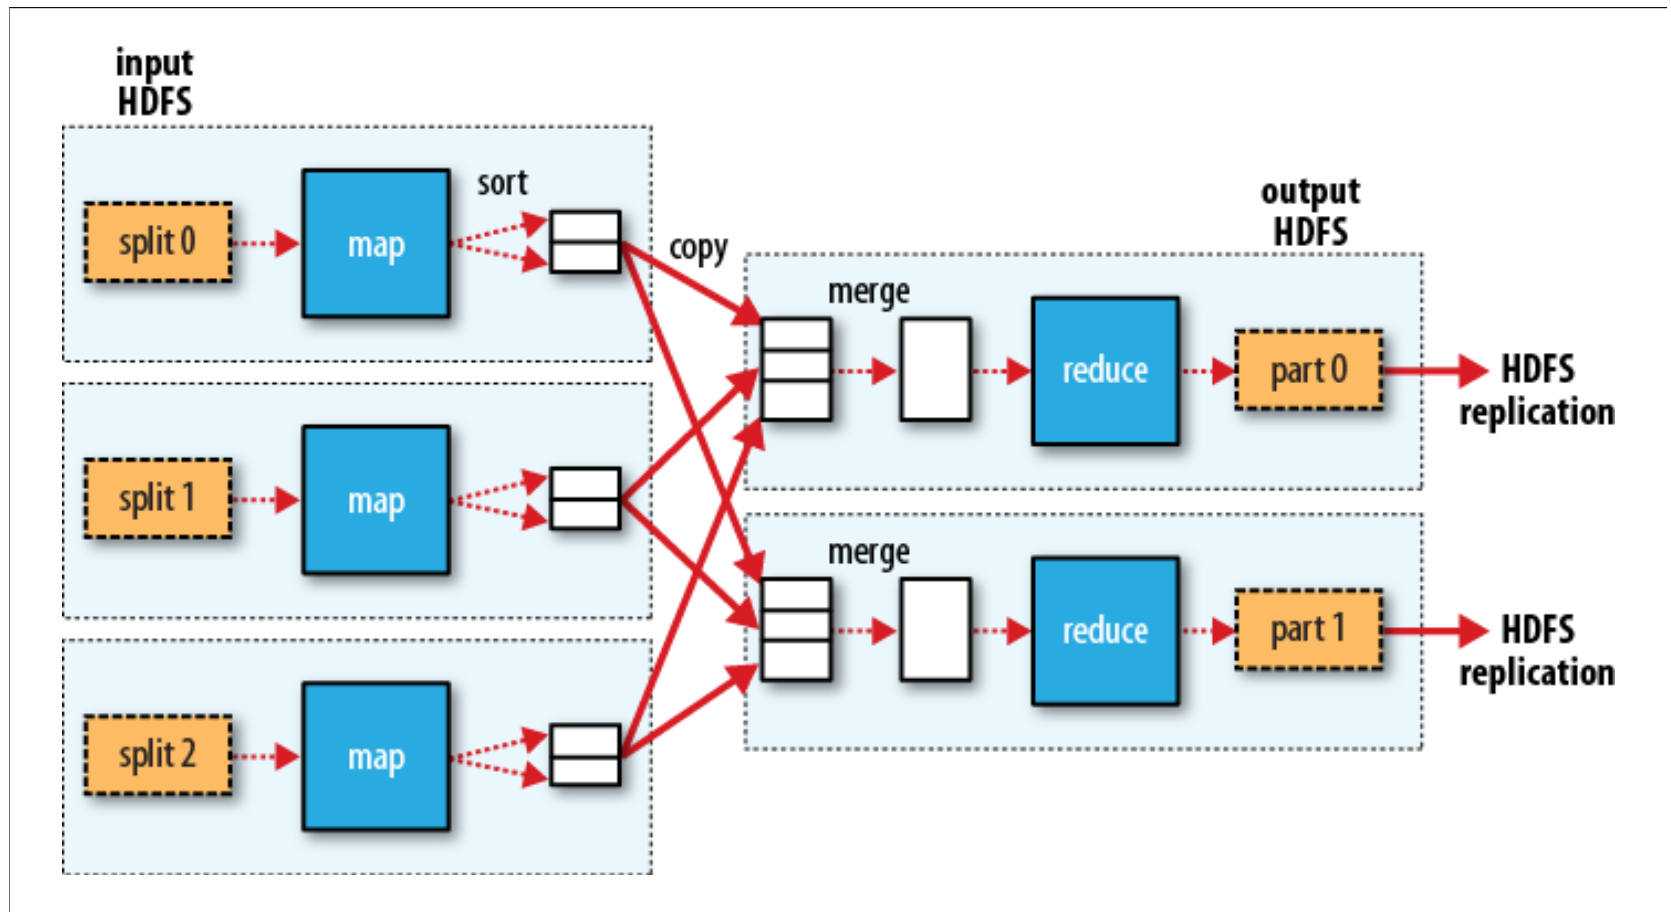 input
HDFS
split 0
map
sort
copy
split 1
map
split 2
map
output
HDFS
merge
reduce
part 0
HDFS
replication
merge
reduce
part 1
HDFS
replication